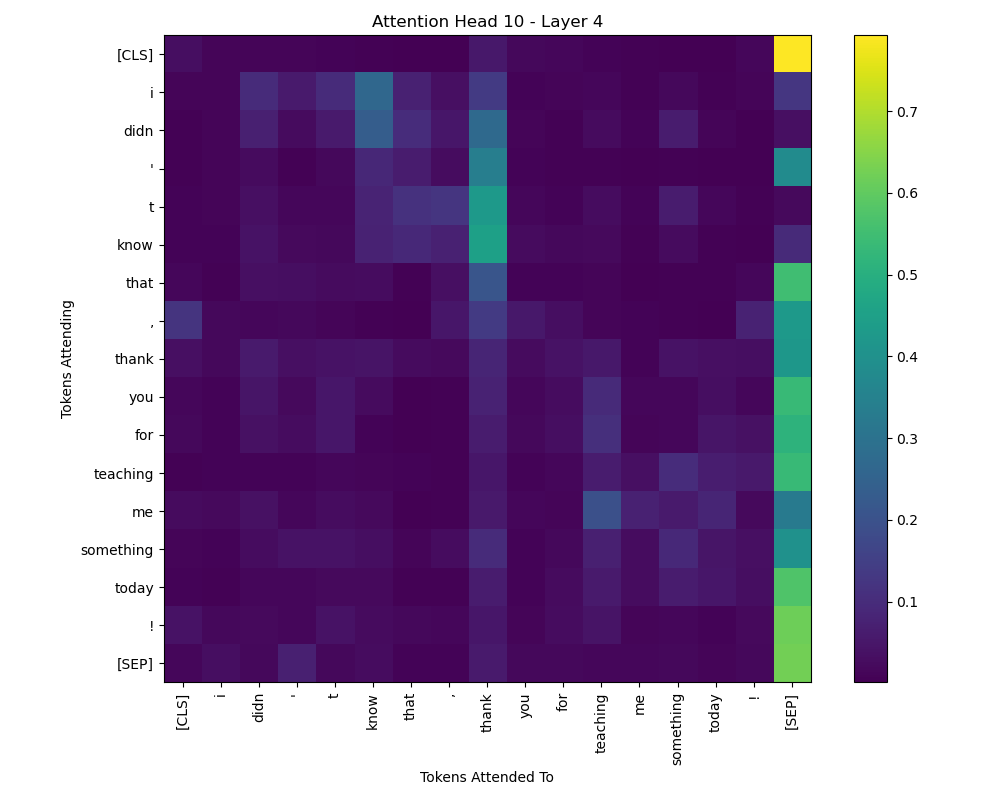 Attention Head 10 - Layer 4
Tokens Attending
[CLS]
i
didn
'
t
know
that
,
thank
you
for
teaching
me
something
today
!
[SEP]
[CLS]
i
didn
'
t
know
that
,
thank
you
for
teaching
me
something
today
!
[SEP]
Tokens Attended To
0.7
0.6
0.5
0.4
0.3
0.2
0.1